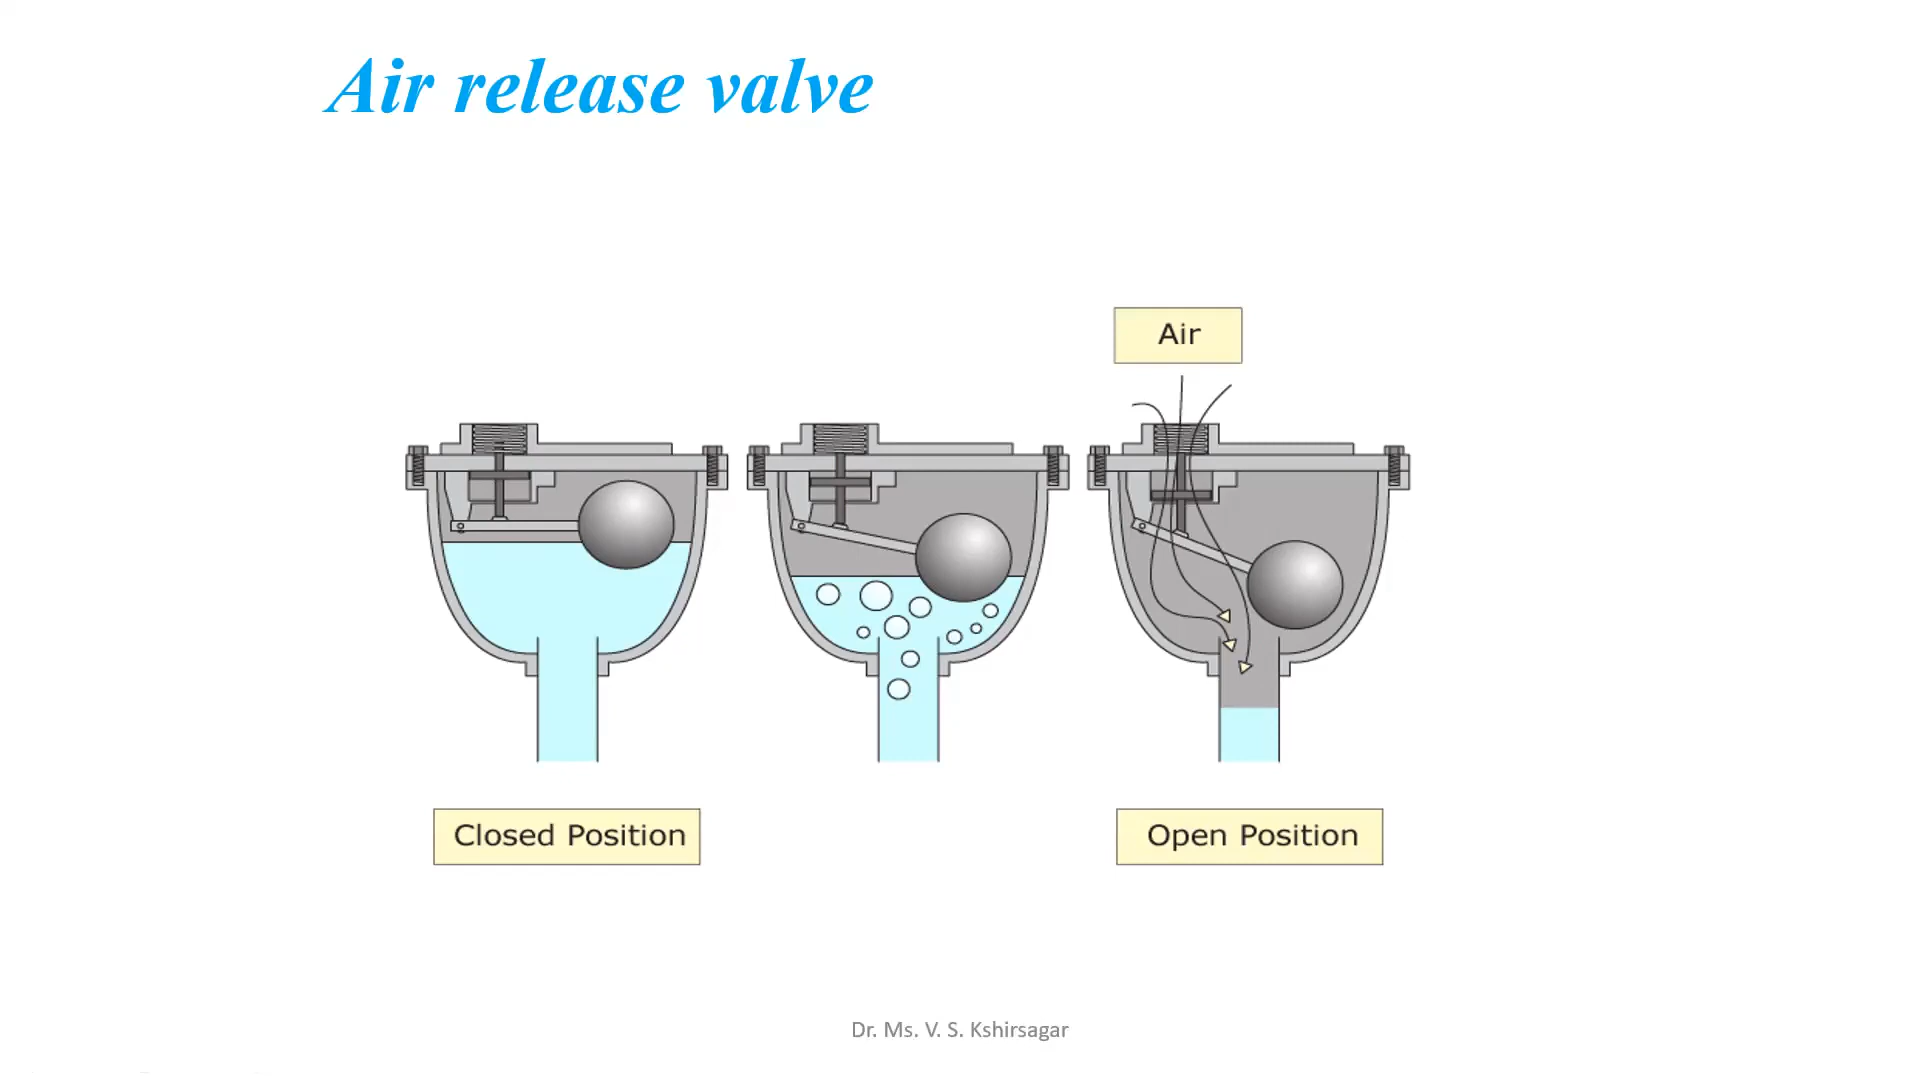 Air release valve
Air
Closed Position
Open Position
Dr. Ms. V. S. Kshirsagar